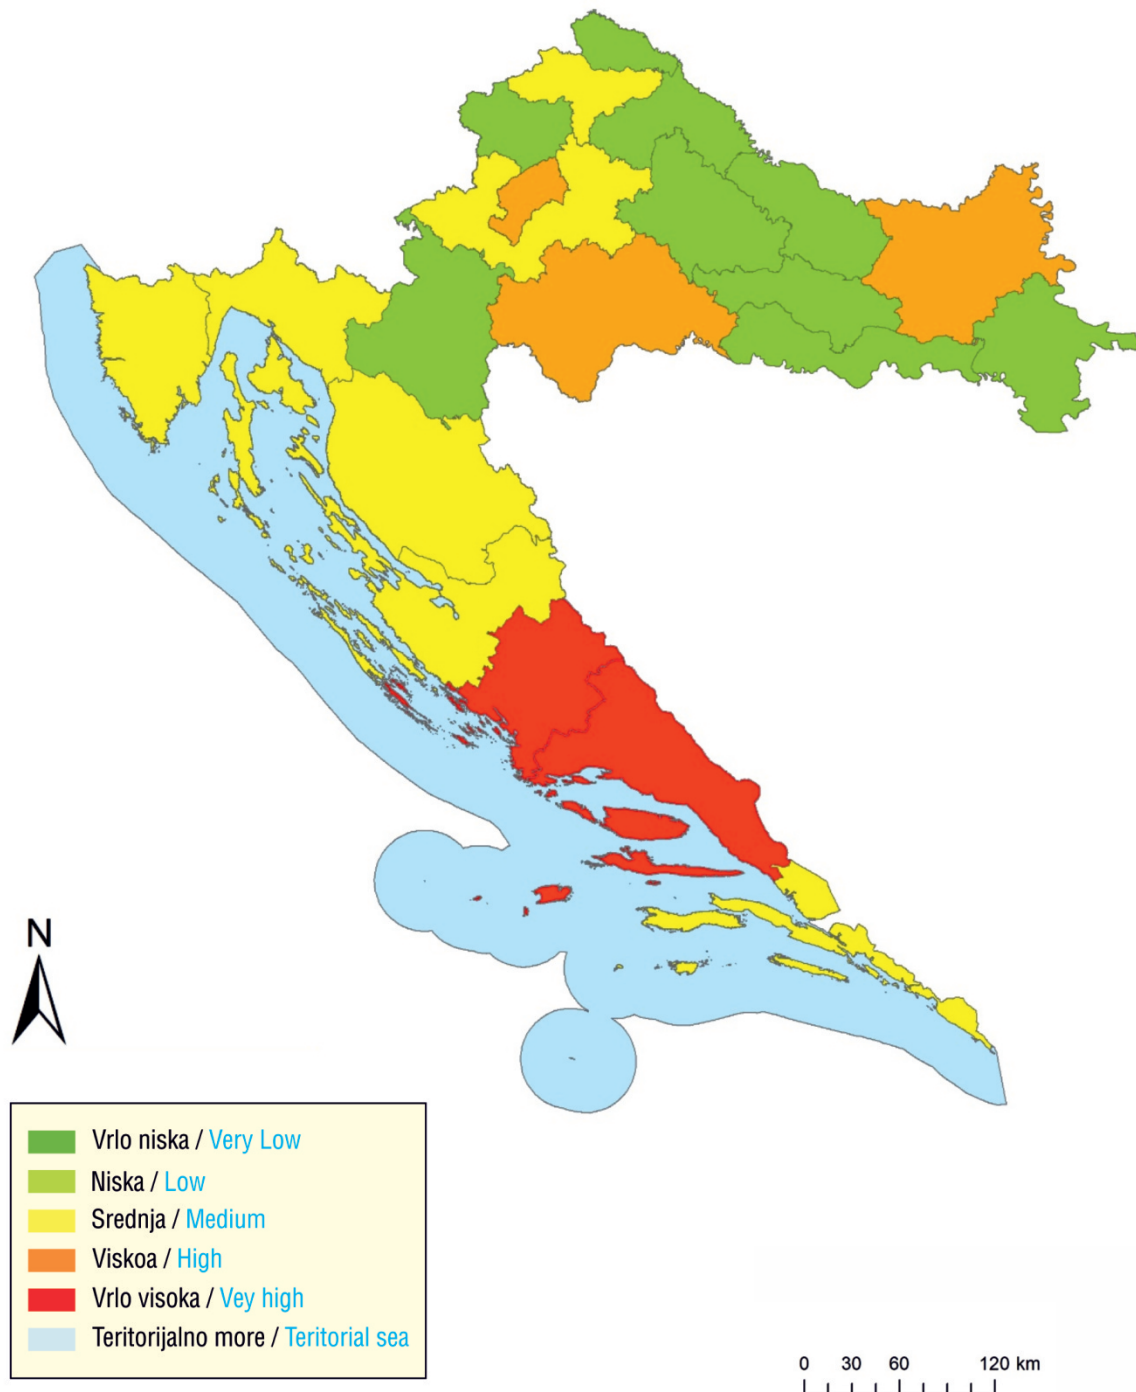 N
Vrlo niska / Very Low
Niska / Low
Srednja / Medium
Viskoa / High
Vrlo visoka / Vey high
Teritorijalno more / Teritorial sea
0 30 60 120 km